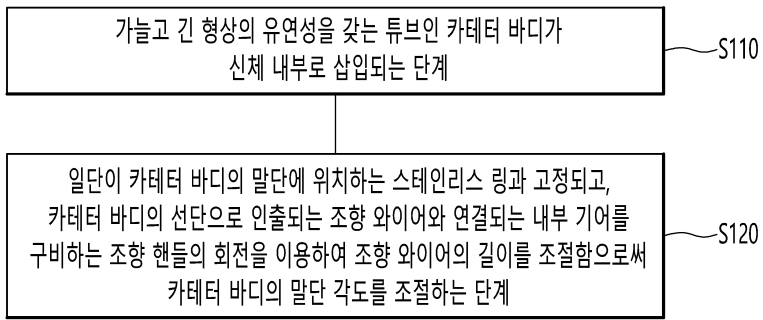 가늘고 긴 형상의 유연성을 갖는 튜브인 카테터 바디가
신체 내부로 삽입되는 단계
S110
일단이 카테터 바디의 말단에 위치하는 스테인리스 링과 고정되고,
카테터 바디의 선단으로 인출되는 조향 와이어와 연결되는 내부 기어를
구비하는 조향 핸들의 회전을 이용하여 조향 와이어의 길이를 조절함으로써
카테터 바디의 말단 각도를 조절하는 단계
S120